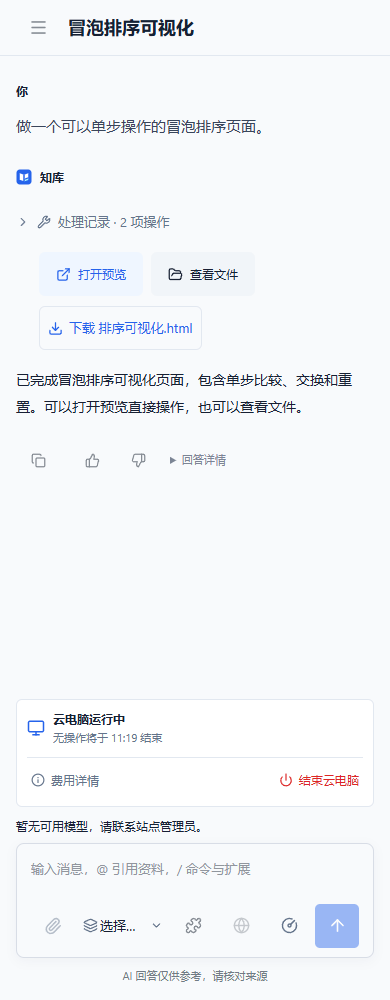 冒泡排序可视化
你
做一个可以单步操作的冒泡排序页面。
知库
处理记录 · 2 项操作
打开预览
查看文件
下载 排序可视化.html
已完成冒泡排序可视化页面，包含单步比较、交换和重
置。可以打开预览直接操作，也可以查看文件。
回答详情
云电脑运行中
无操作将于 11:19 结束
费用详情
结束云电脑
暂无可用模型，请联系站点管理员。
输入消息，@ 引用资料，/ 命令与扩展
选择...
AI 回答仅供参考，请核对来源